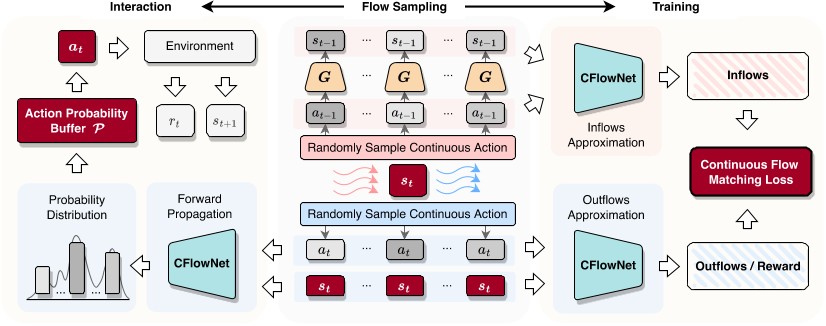 Interaction
Flow Sampling
Training
a_t
Environment
Action Probability
Buffer 𝒫
r_t
s_{t+1}
Probability
Distribution
...
...
Forward
Propagation
CFlowNet
s_{t-1} ... s_{t-1} ... s_{t-1}
G ... G ... G
a_{t-1} ... a_{t-1} ... a_{t-1}
Randomly Sample Continuous Action
s_t
Randomly Sample Continuous Action
a_t ... a_t ... a_t
s_t ... s_t ... s_t
CFlowNet
Inflows
Approximation
Inflows
Continuous Flow
Matching Loss
Outflows
Approximation
CFlowNet
Outflows / Reward